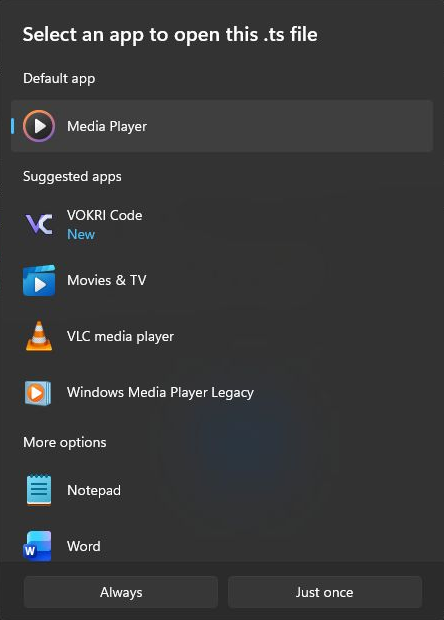 Select an app to open this .ts file
Default app
Media Player
Suggested apps
VC
VOKRI Code
New
Movies & TV
VLC media player
Windows Media Player Legacy
More options
Notepad
W
Word
Always
Just once